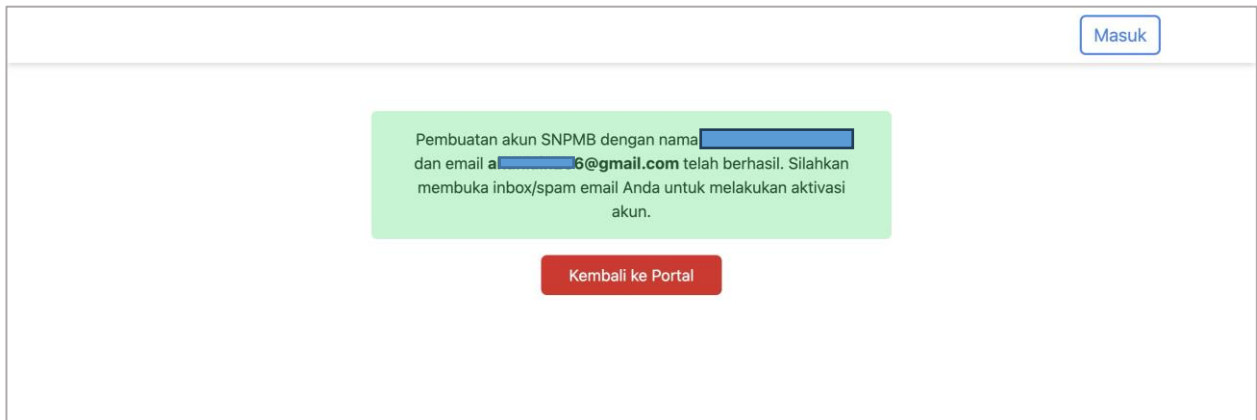 Masuk
Pembuatan akun SNPMB dengan nama
dan email a 6@gmail.com telah berhasil. Silahkan
membuka inbox/spam email Anda untuk melakukan aktivasi
akun.
Kembali ke Portal